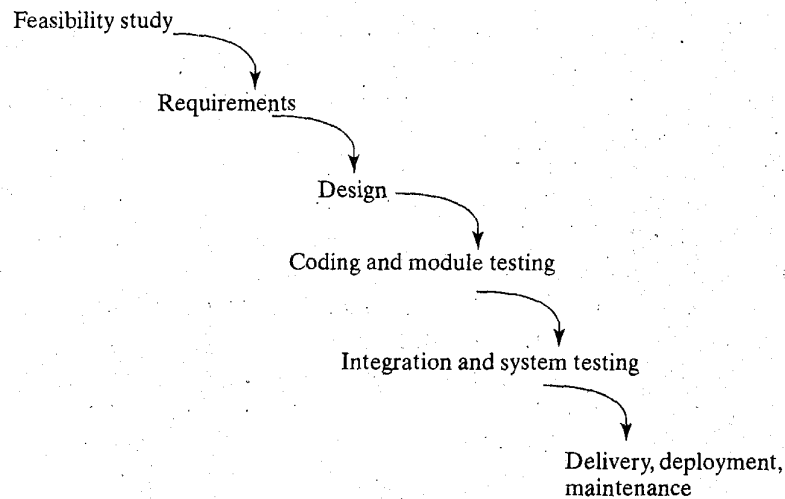 Feasibility study
Requirements
Design
Coding and module testing
Integration and system testing
Delivery, deployment,
maintenance